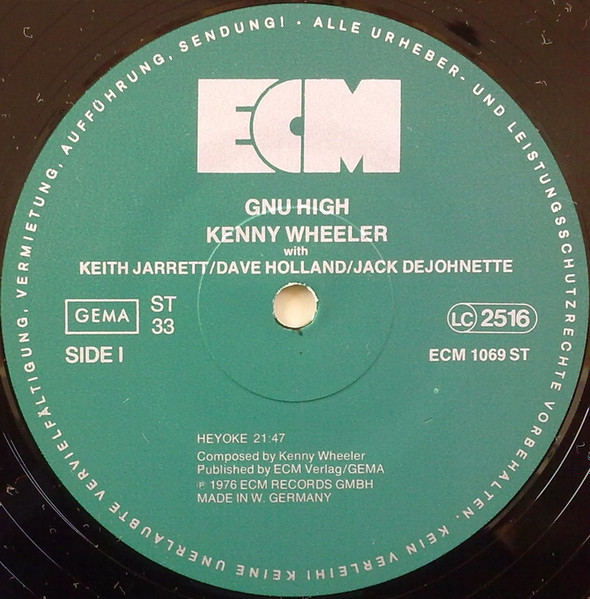 ALLE URHEBER- UND LEISTUNGSSCHUTZRECHTE VORBEHALTEN. KEIN VERLEIH! KEINE UNERLAUBTE VERVIELFÄLTIGUNG, VERMIETUNG, AUFFÜHRUNG, SENDUNG! ·
ECM
GNU HIGH
KENNY WHEELER
with
KEITH JARRETT/DAVE HOLLAND/JACK DEJOHNETTE
GEMA
ST
33
LC 2516
SIDE I
ECM 1069 ST
HEYOKE 21:47
Composed by Kenny Wheeler
Published by ECM Verlag/GEMA
℗ 1976 ECM RECORDS GMBH
MADE IN W. GERMANY